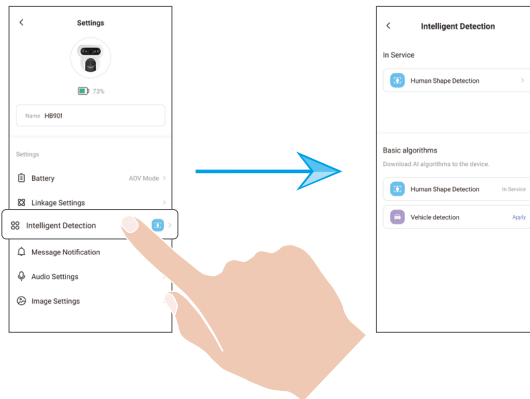 Settings
73%
Name HB901
Settings
Battery AOV Mode
Linkage Settings
Intelligent Detection
Message Notification
Audio Settings
Image Settings
Intelligent Detection
In Service
Human Shape Detection
Basic algorithms
Download AI algorithms to the device.
Human Shape Detection In Service
Vehicle detection Apply